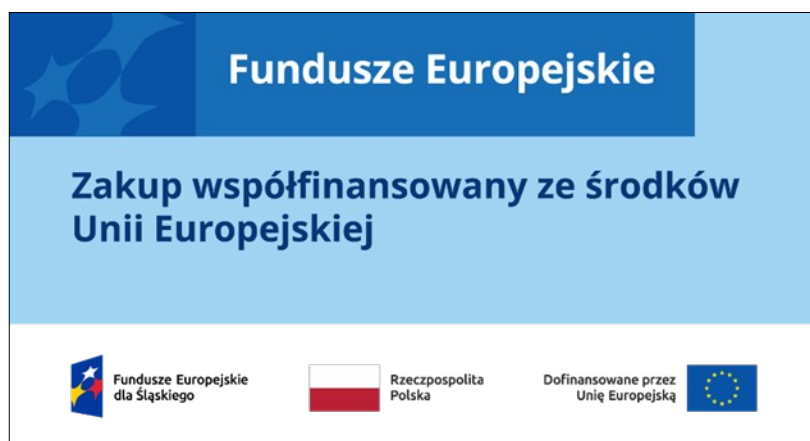 Fundusze Europejskie
Zakup współfinansowany ze środków
Unii Europejskiej
Fundusze Europejskie
dla Śląskiego
Rzeczpospolita
Polska
Dofinansowane przez
Unię Europejską